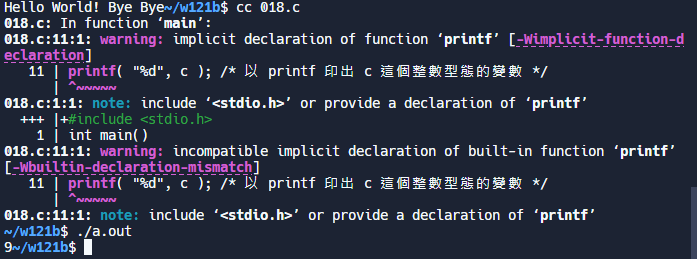 Hello World! Bye Bye~/w121b$ cc 018.c
018.c: In function ‘main’:
018.c:11:1: warning: implicit declaration of function ‘printf’ [-Wimplicit-function-d
eclaration]
   11 | printf( "%d", c ); /* 以 printf 印出 c 這個整數型態的變數 */
      | ^~~~~~
018.c:1:1: note: include ‘<stdio.h>’ or provide a declaration of ‘printf’
  +++ |+#include <stdio.h>
    1 | int main()
018.c:11:1: warning: incompatible implicit declaration of built-in function ‘printf’
[-Wbuiltin-declaration-mismatch]
   11 | printf( "%d", c ); /* 以 printf 印出 c 這個整數型態的變數 */
      | ^~~~~~
018.c:11:1: note: include ‘<stdio.h>’ or provide a declaration of ‘printf’
~/w121b$ ./a.out
9~/w121b$